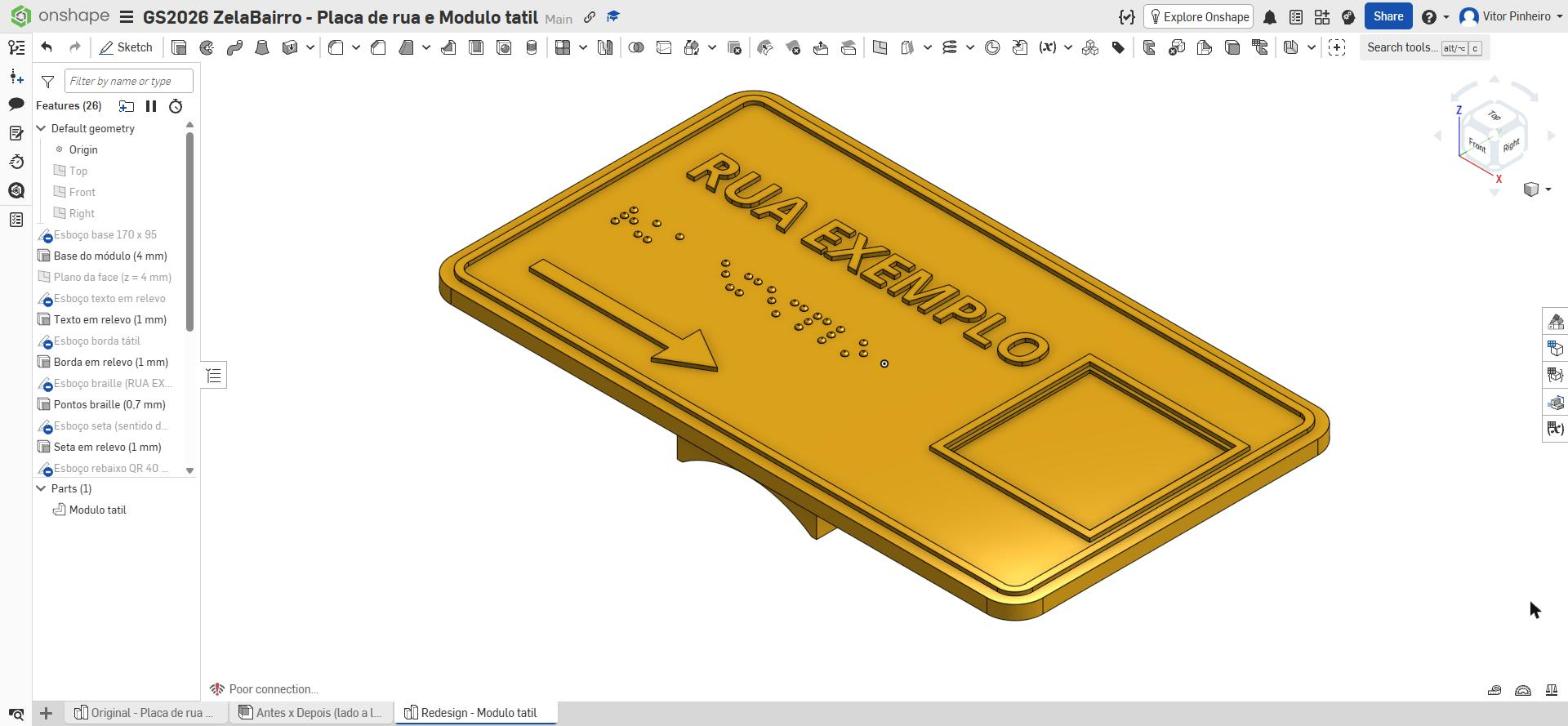 onshape GS2026 ZelaBairro - Placa de rua e Modulo tatil Main Explore Onshape Share Vitor Pinheiro
Sketch (x) Search tools... alt/⌥ c
Filter by name or type
Features (26)
Default geometry
Origin
Top
Front
Right
Esboço base 170 x 95
Base do módulo (4 mm)
Plano da face (z = 4 mm)
Esboço texto em relevo
Texto em relevo (1 mm)
Esboço borda tátil
Borda em relevo (1 mm)
Esboço braille (RUA EX...
Pontos braille (0,7 mm)
Esboço seta (sentido d...
Seta em relevo (1 mm)
Esboço rebaixo QR 40 ...
Parts (1)
Modulo tatil
RUA EXEMPLO
Z
Top
Front
Right
X
(x)
Poor connection...
Original - Placa de rua ... Antes x Depois (lado a l... Redesign - Modulo tatil